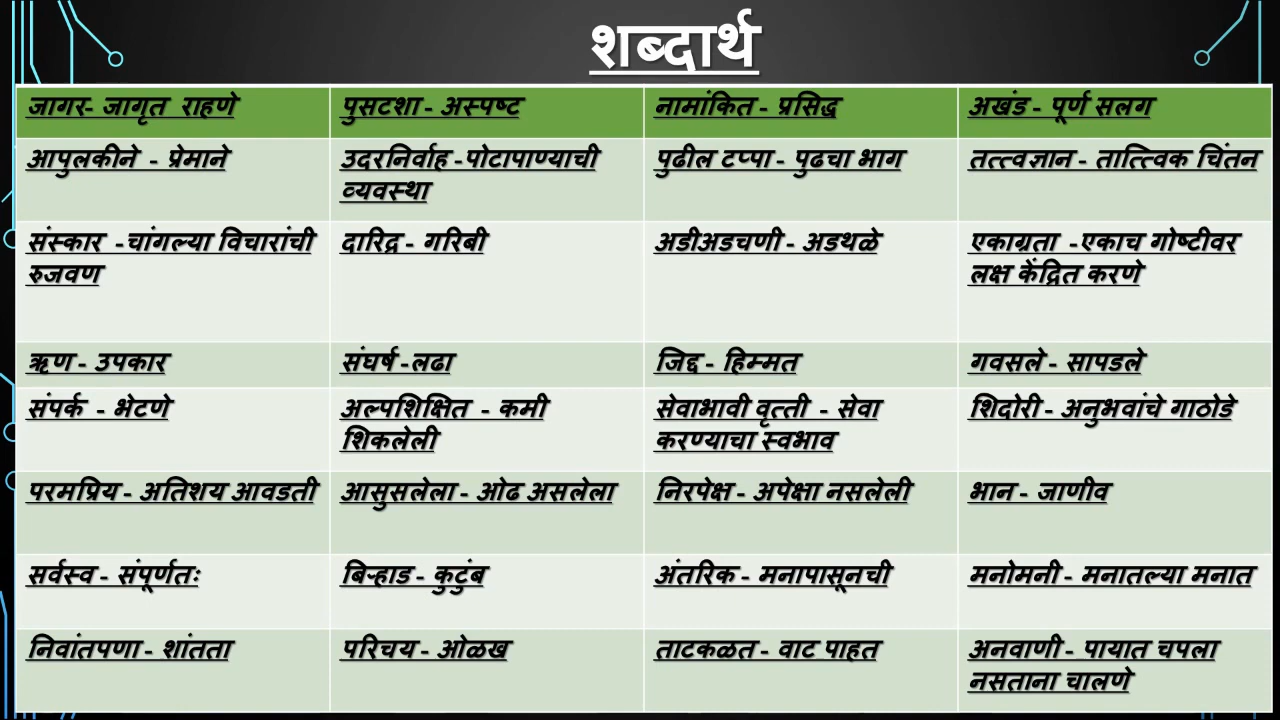 शब्दार्थ
जागर- जागृत राहणे
पुसटशा - अस्पष्ट
नामांकित - प्रसिद्ध
अखंड - पूर्ण सलग
आपुलकीने - प्रेमाने
उदरनिर्वाह -पोटापाण्याची
व्यवस्था
पुढील टप्पा - पुढचा भाग
तत्त्वज्ञान - तात्त्विक चिंतन
संस्कार -चांगल्या विचारांची
रुजवण
दारिद्र - गरिबी
अडीअडचणी - अडथळे
एकाग्रता -एकाच गोष्टीवर
लक्ष केंद्रित करणे
ऋण - उपकार
संघर्ष -लढा
जिद्द - हिम्मत
गवसले - सापडले
संपर्क - भेटणे
अल्पशिक्षित - कमी
शिकलेली
सेवाभावी वृत्ती - सेवा
करण्याचा स्वभाव
शिदोरी - अनुभवांचे गाठोडे
परमप्रिय - अतिशय आवडती
आसुसलेला - ओढ असलेला
निरपेक्ष - अपेक्षा नसलेली
भान - जाणीव
सर्वस्व - संपूर्णतः
बिऱ्हाड - कुटुंब
अंतरिक - मनापासूनची
मनोमनी - मनातल्या मनात
निवांतपणा - शांतता
परिचय - ओळख
ताटकळत - वाट पाहत
अनवाणी - पायात चपला
नसताना चालणे